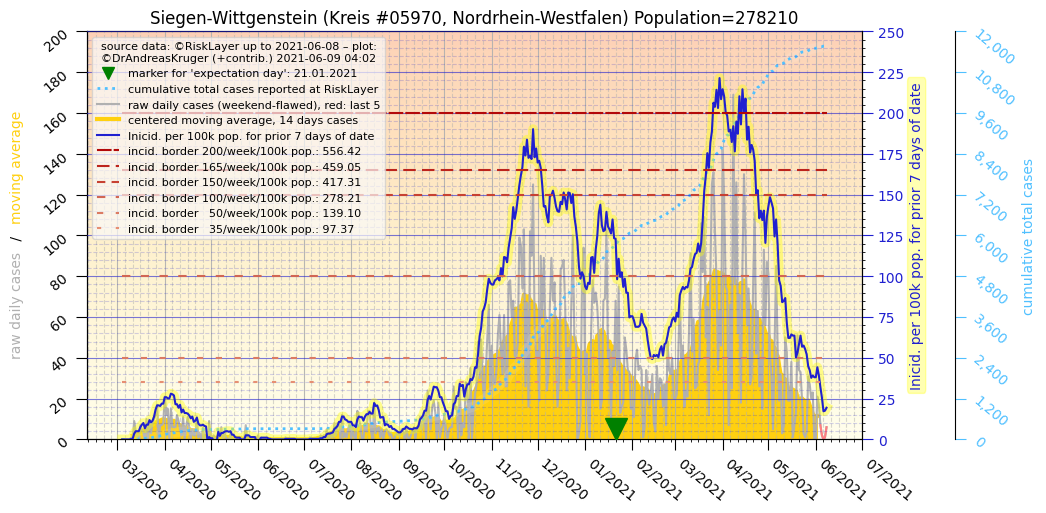 Siegen-Wittgenstein (Kreis #05970, Nordrhein-Westfalen) Population=278210
source data: ©RiskLayer up to 2021-06-08 – plot:
©DrAndreasKruger (+contrib.) 2021-06-09 04:02
marker for 'expectation day': 21.01.2021
cumulative total cases reported at RiskLayer
raw daily cases (weekend-flawed), red: last 5
centered moving average, 14 days cases
Inicid. per 100k pop. for prior 7 days of date
incid. border 200/week/100k pop.: 556.42
incid. border 165/week/100k pop.: 459.05
incid. border 150/week/100k pop.: 417.31
incid. border 100/week/100k pop.: 278.21
incid. border   50/week/100k pop.: 139.10
incid. border   35/week/100k pop.: 97.37
raw daily cases / moving average
200
180
160
140
120
100
80
60
40
20
0
250
225
200
175
150
125
100
75
50
25
0
Inicid. per 100k pop. for prior 7 days of date
12,000
10,800
9,600
8,400
7,200
6,000
4,800
3,600
2,400
1,200
0
cumulative total cases
03/2020
04/2020
05/2020
06/2020
07/2020
08/2020
09/2020
10/2020
11/2020
12/2020
01/2021
02/2021
03/2021
04/2021
05/2021
06/2021
07/2021